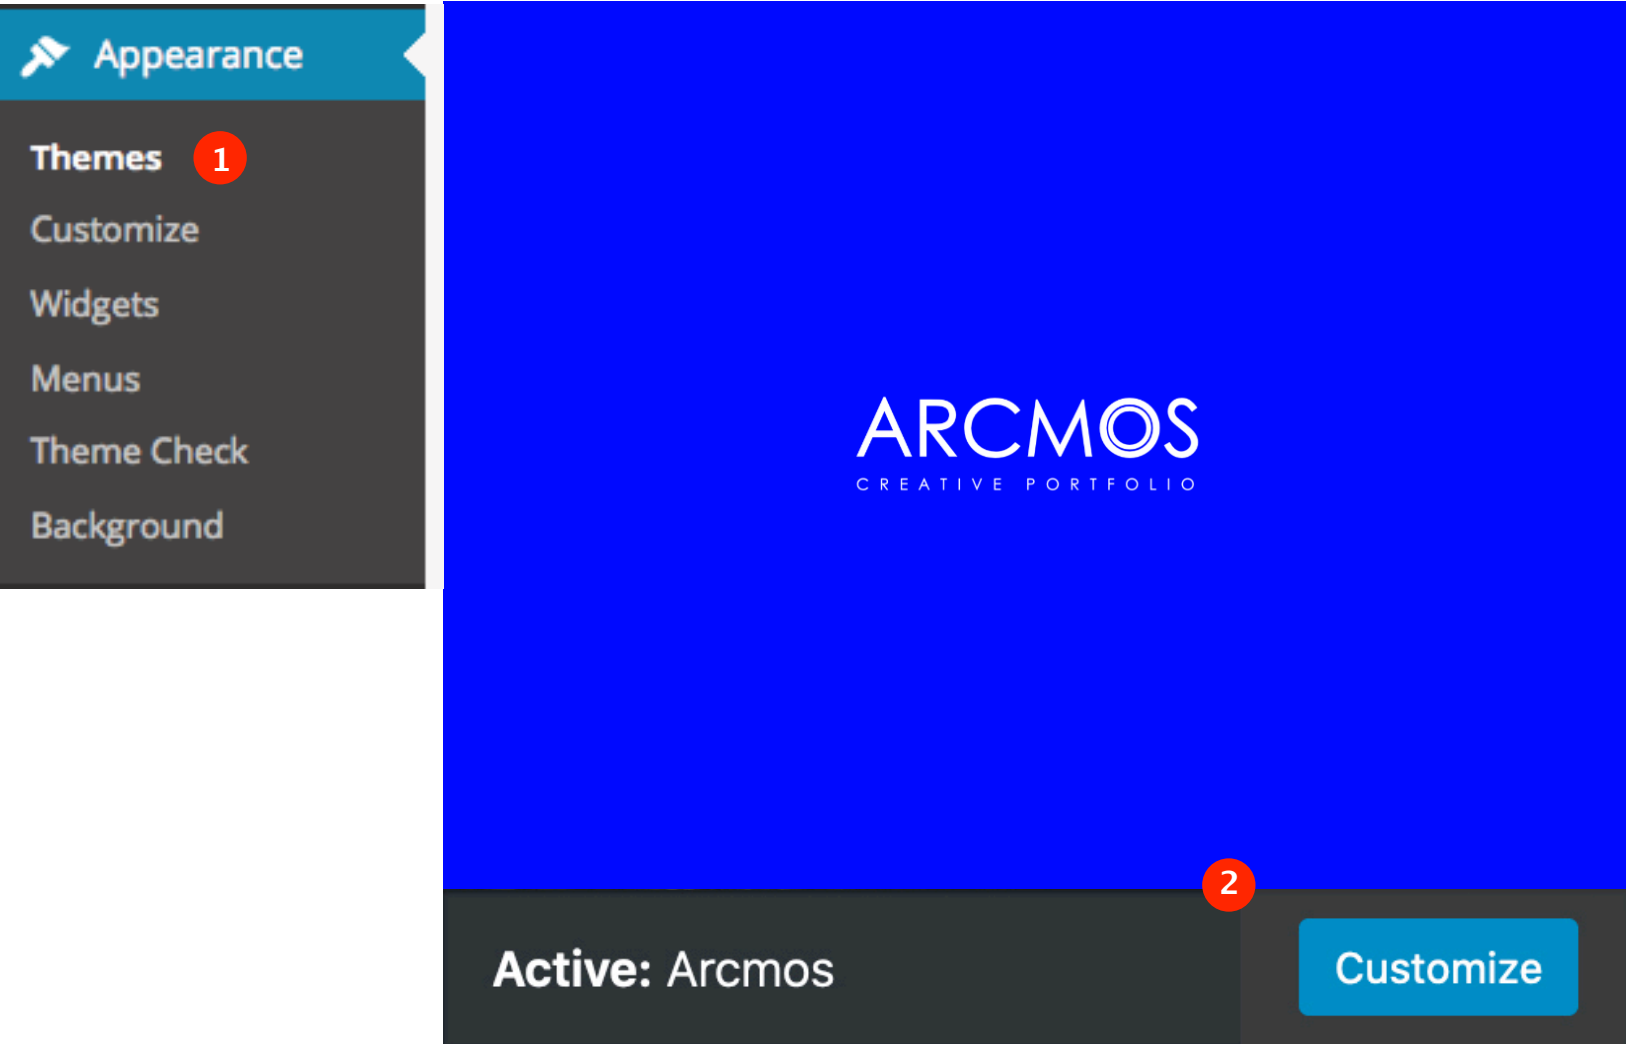 Appearance
Themes 1
Customize
Widgets
Menus
Theme Check
Background
ARCMOS
CREATIVE PORTFOLIO
2
Active: Arcmos
Customize